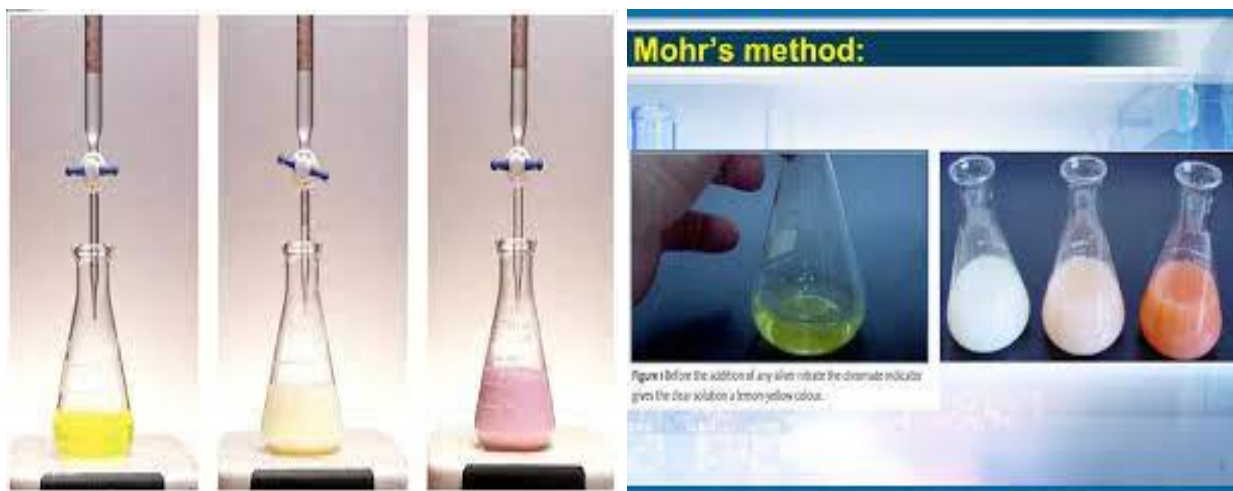 Mohr's method:
Figure 1 Before the addition of any silver nitrate the chromate indicator
gives the clear solution a lemon yellow colour.